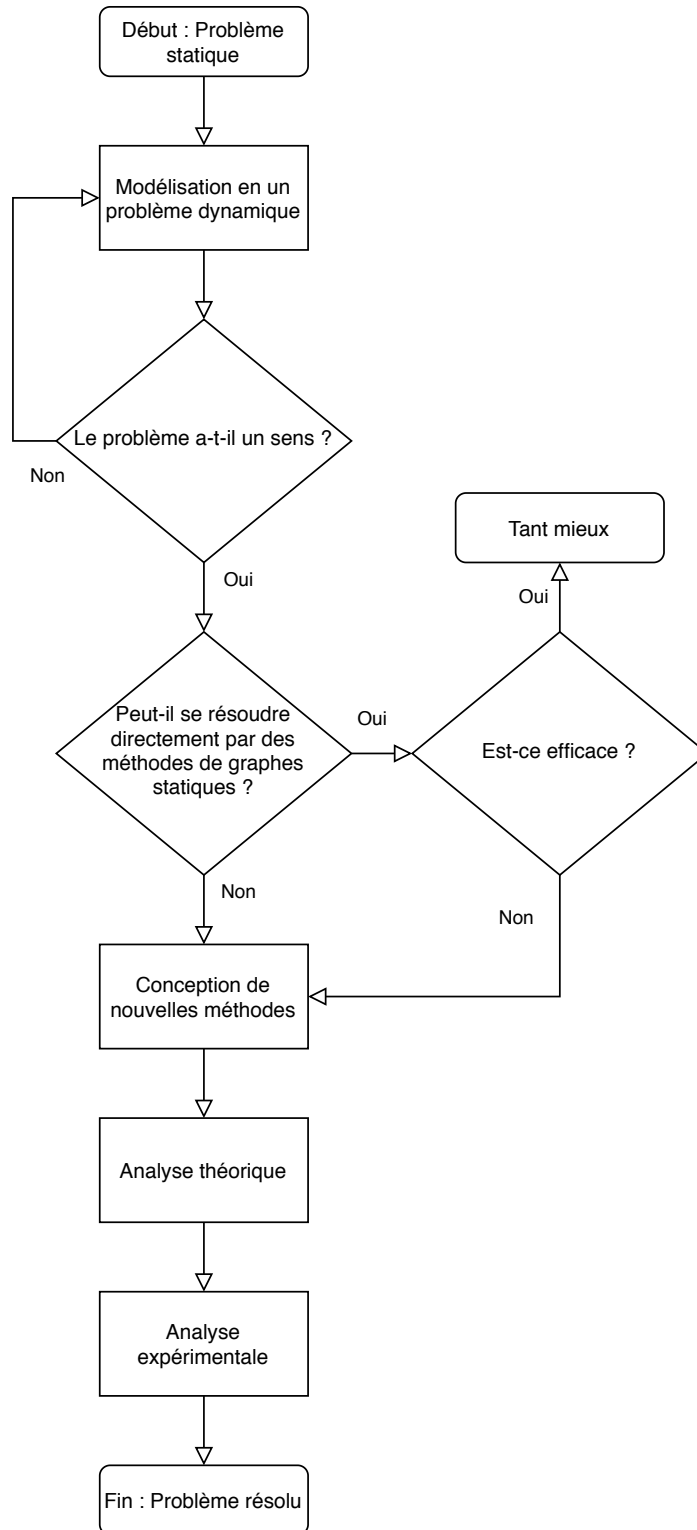 Début : Problème
statique
Modélisation en un
problème dynamique
Le problème a-t-il un sens ?
Non
Oui
Tant mieux
Oui
Peut-il se résoudre
directement par des
méthodes de graphes
statiques ?
Oui
Est-ce efficace ?
Non
Non
Conception de
nouvelles méthodes
Analyse théorique
Analyse
expérimentale
Fin : Problème résolu